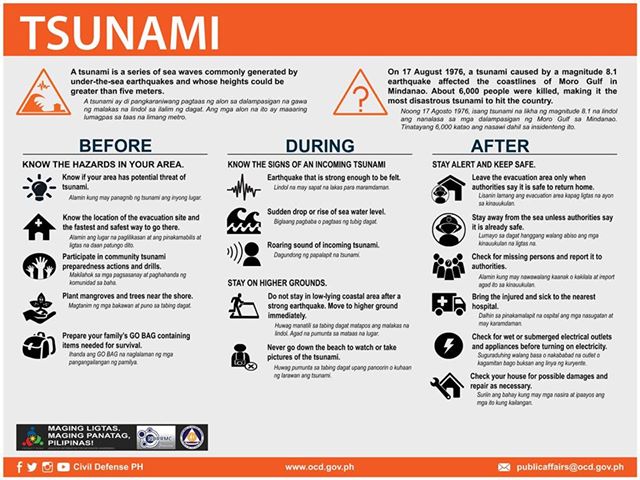 TSUNAMI
A tsunami is a series of sea waves commonly generated by
under-the-sea earthquakes and whose heights could be
greater than five meters.
A tsunami ay di pangkaraniwang pagtaas ng alon sa dalampasigan na gawa
ng malakas na lindol sa ilalim ng dagat. Ang mga alon na ito ay maaaring
lumagpas sa taas na limang metro.
On 17 August 1976, a tsunami caused by a magnitude 8.1
earthquake affected the coastlines of Moro Gulf in
Mindanao. About 6,000 people were killed, making it the
most disastrous tsunami to hit the country.
Noong 17 Agosto 1976, isang tsunami na likha ng magnitude 8.1 na lindol
ang nanalasa sa mga dalampasigan ng Moro Gulf sa Mindanao.
Tinatayang 6,000 katao ang nasawi dahil sa insidenteng ito.
BEFORE
KNOW THE HAZARDS IN YOUR AREA.
Know if your area has potential threat of
tsunami.
Alamin kung may panagnib ng tsunami ang inyong lugar.
Know the location of the evacuation site and
the fastest and safest way to go there.
Alamin ang lugar na paglilikasan at ang pinakamabilis at
ligtas na daan patungo dito.
Participate in community tsunami
preparedness actions and drills.
Makilahok sa mga pagsasanay at paghahanda ng
komunidad sa baha.
Plant mangroves and trees near the shore.
Magtanim ng mga bakawan at puno sa tabing dagat.
Prepare your family's GO BAG containing
items needed for survival.
Ihanda ang GO BAG na naglalaman ng mga
pangangailangan ng pamilya.
DURING
KNOW THE SIGNS OF AN INCOMING TSUNAMI
Earthquake that is strong enough to be felt.
Lindol na may sapat na lakas para maramdaman.
Sudden drop or rise of sea water level.
Biglaang pagbaba o pagtaas ng tubig dagat.
Roaring sound of incoming tsunami.
Dagundong ng papalapit na tsunami.
STAY ON HIGHER GROUNDS.
Do not stay in low-lying coastal area after a
strong earthquake. Move to higher ground
immediately.
Huwag manatili sa tabing dagat matapos ang malakas na
lindol. Agad na pumunta sa mataas na lugar.
Never go down the beach to watch or take
pictures of the tsunami.
Huwag pumunta sa tabing dagat upang panoorin o kuhaan
ng larawan ang tsunami.
AFTER
STAY ALERT AND KEEP SAFE.
Leave the evacuation area only when
authorities say it is safe to return home.
Lisanin lamang ang evacuation area kapag ligtas na ayon
sa kinauukulan.
Stay away from the sea unless authorities say
it is already safe.
Lumayo sa dagat hanggang walang abiso ang mga
kinauukulan na ligtas na.
Check for missing persons and report it to
authorities.
Alamin kung may nawawalang kaanak o kakilala at ireport
agad ito sa kinauukulan.
Bring the injured and sick to the nearest
hospital.
Dalhin sa pinakamalapit na ospital ang mga nasugatan at
may karamdaman.
Check for wet or submerged electrical outlets
and appliances before turning on electricity.
Suguraduhing walang basa o nakababad na outlet o
kagamitan bago buksan ang linya ng kuryente.
Check your house for possible damages and
repair as necessary.
Suriin ang bahay kung may mga nasira at ipaayos ang
mga ito kung kailangan.
MAGING LIGTAS.
MAGING PANATAG,
PILIPINAS!
Civil Defense PH
www.ocd.gov.ph
publicaffairs@ocd.gov.ph